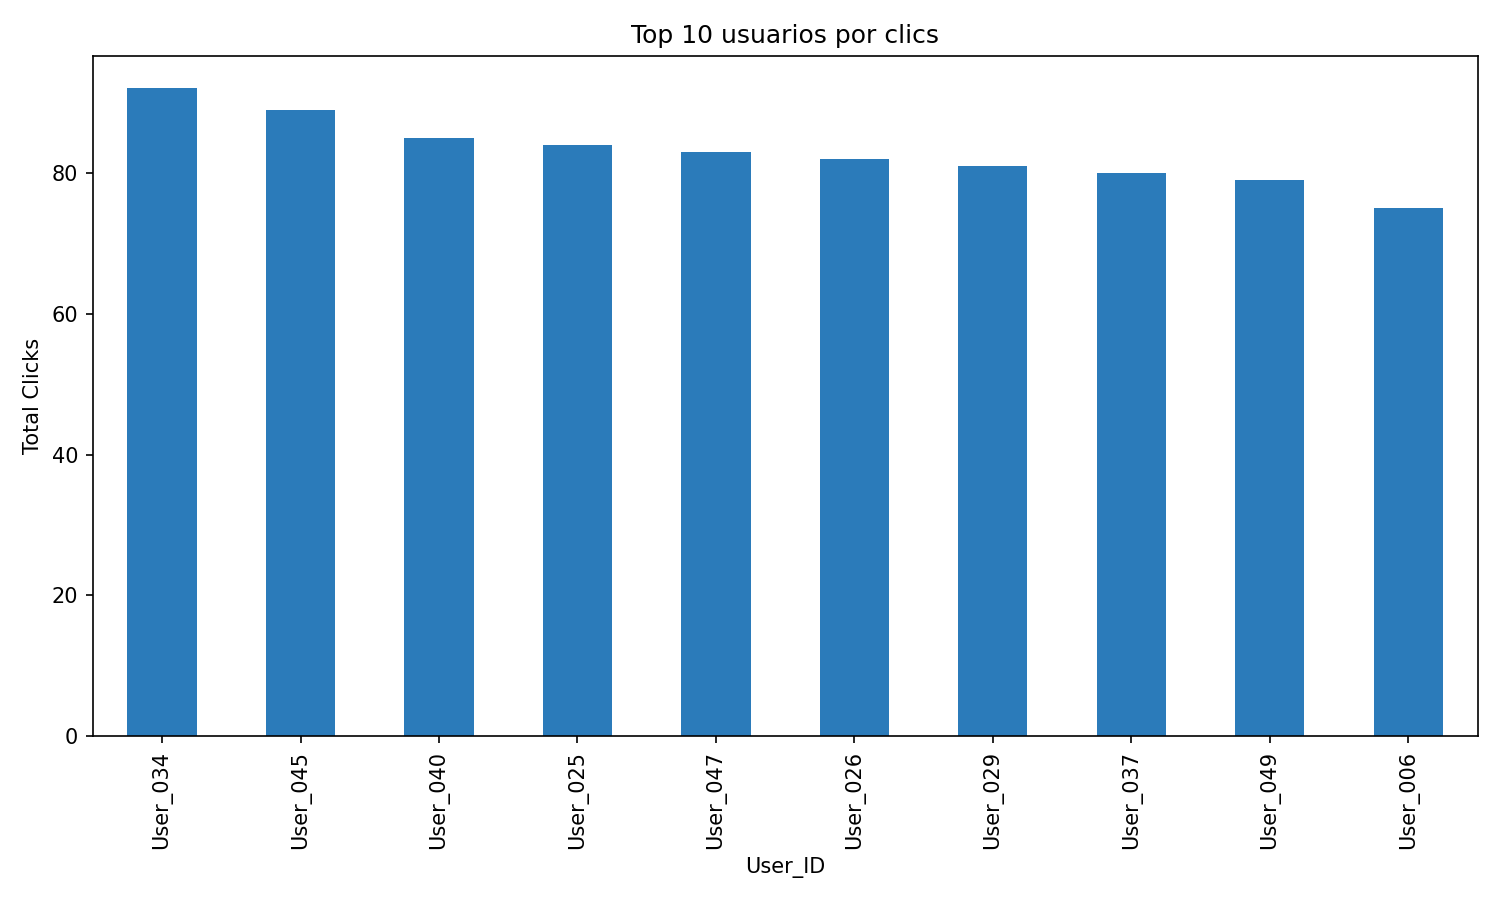 Top 10 usuarios por clics
Total Clicks
80
60
40
20
0
User_034
User_045
User_040
User_025
User_047
User_026
User_029
User_037
User_049
User_006
User_ID